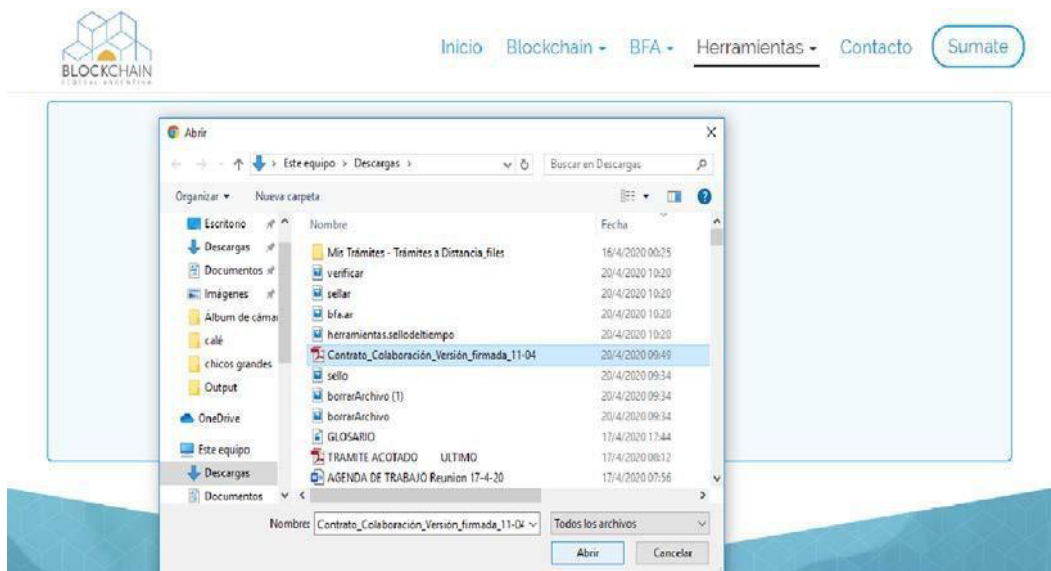 BLOCKCHAIN
FEDERAL ARGENTINA
Inicio Blockchain BFA Herramientas Contacto Sumate
Abrir
Este equipo > Descargas >
Buscar en Descargas
Organizar Nueva carpeta
Nombre Fecha
Escritorio
Descargas
Documentos
Imágenes
Álbum de cámar
calé
chicos grandes
Output
OneDrive
Este equipo
Descargas
Documentos
Mis Trámites - Trámites a Distancia_files 16/4/2020 00:25
verificar 20/4/2020 10:20
sellar 20/4/2020 10:20
bfa.ar 20/4/2020 10:20
herramientas.sellodeltiempo 20/4/2020 10:20
Contrato_Colaboración_Versión_firmada_11-04 20/4/2020 09:49
sello 20/4/2020 09:34
borrarArchivo (1) 20/4/2020 09:34
borrarArchivo 20/4/2020 09:34
GLOSARIO 17/4/2020 17:44
TRAMITE ACOTADO ULTIMO 17/4/2020 08:12
AGENDA DE TRABAJO Reunion 17-4-20 17/4/2020 07:56
Nombre: Contrato_Colaboración_Versión_firmada_11-04
Todos los archivos
Abrir Cancelar